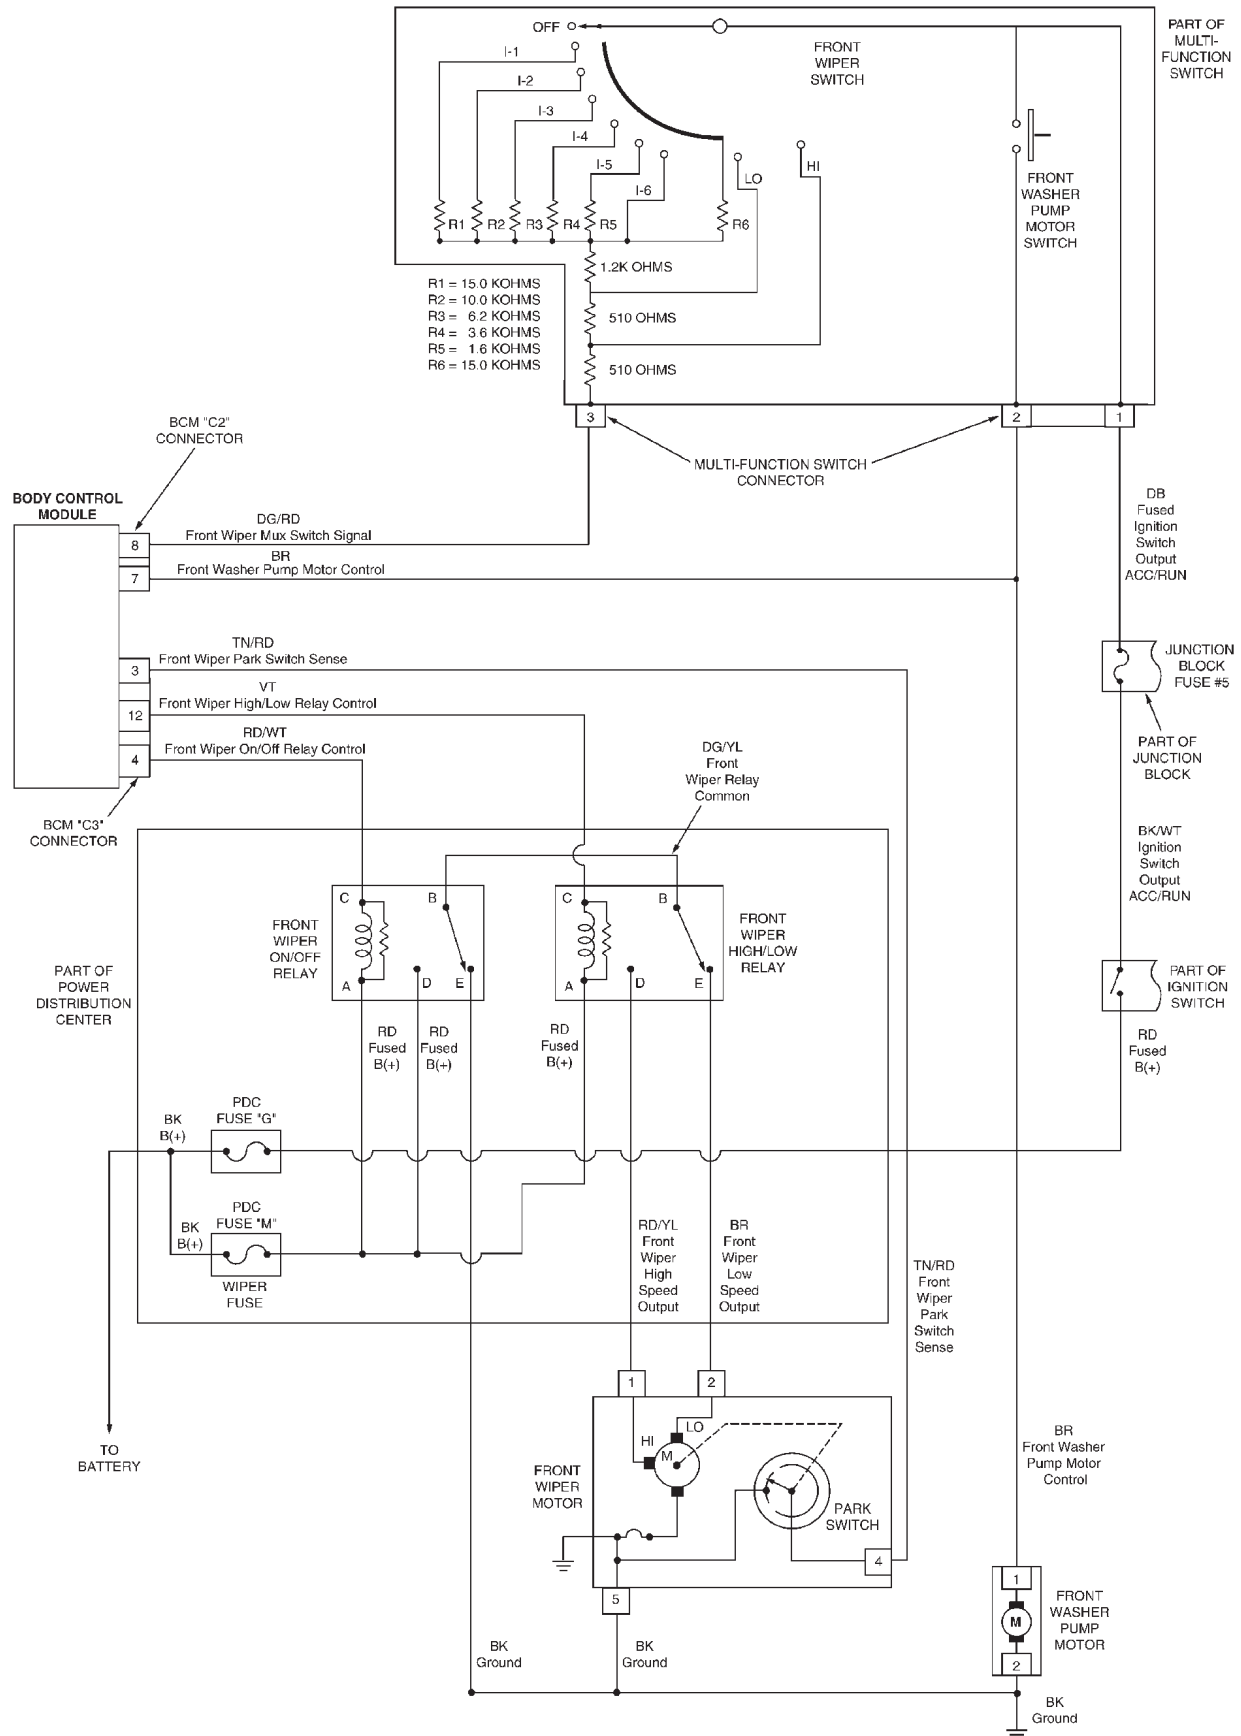 OFF
FRONT
WIPER
SWITCH
PART OF
MULTI-
FUNCTION
SWITCH
I-1
I-2
I-3
I-4
I-5
I-6
LO
HI
FRONT
WASHER
PUMP
MOTOR
SWITCH
R1
R2
R3
R4
R5
R6
1.2K OHMS
510 OHMS
510 OHMS
R1 = 15.0 KOHMS
R2 = 10.0 KOHMS
R3 = 6.2 KOHMS
R4 = 3.6 KOHMS
R5 = 1.6 KOHMS
R6 = 15.0 KOHMS
3
2
1
MULTI-FUNCTION SWITCH
CONNECTOR
BCM "C2"
CONNECTOR
BODY CONTROL
MODULE
8
DG/RD
Front Wiper Mux Switch Signal
7
BR
Front Washer Pump Motor Control
3
TN/RD
Front Wiper Park Switch Sense
12
VT
Front Wiper High/Low Relay Control
4
RD/WT
Front Wiper On/Off Relay Control
BCM "C3"
CONNECTOR
DB
Fused
Ignition
Switch
Output
ACC/RUN
JUNCTION
BLOCK
FUSE #5
PART OF
JUNCTION
BLOCK
BK/WT
Ignition
Switch
Output
ACC/RUN
PART OF
IGNITION
SWITCH
RD
Fused
B(+)
DG/YL
Front
Wiper Relay
Common
PART OF
POWER
DISTRIBUTION
CENTER
FRONT
WIPER
ON/OFF
RELAY
C
B
A
D
E
C
B
A
D
E
FRONT
WIPER
HIGH/LOW
RELAY
RD
Fused
B(+)
RD
Fused
B(+)
RD
Fused
B(+)
BK
B(+)
PDC
FUSE "G"
BK
B(+)
PDC
FUSE "M"
WIPER
FUSE
TO
BATTERY
RD/YL
Front
Wiper
High
Speed
Output
BR
Front
Wiper
Low
Speed
Output
TN/RD
Front
Wiper
Park
Switch
Sense
1
2
HI
LO
M
FRONT
WIPER
MOTOR
PARK
SWITCH
4
5
BR
Front Washer
Pump Motor
Control
1
M
2
FRONT
WASHER
PUMP
MOTOR
BK
Ground
BK
Ground
BK
Ground